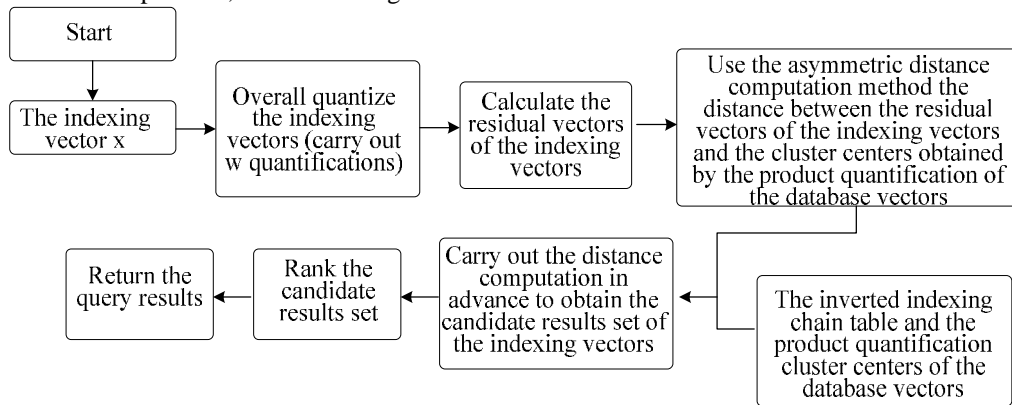 Start
The indexing
vector x
Overall quantize
the indexing
vectors (carry out
w quantifications)
Calculate the
residual vectors
of the indexing
vectors
Use the asymmetric distance
computation method the
distance between the residual
vectors of the indexing vectors
and the cluster centers obtained
by the product quantification of
the database vectors
Return the
query results
Rank the
candidate
results set
Carry out the distance
computation in
advance to obtain the
candidate results set of
the indexing vectors
The inverted indexing
chain table and the
product quantification
cluster centers of the
database vectors